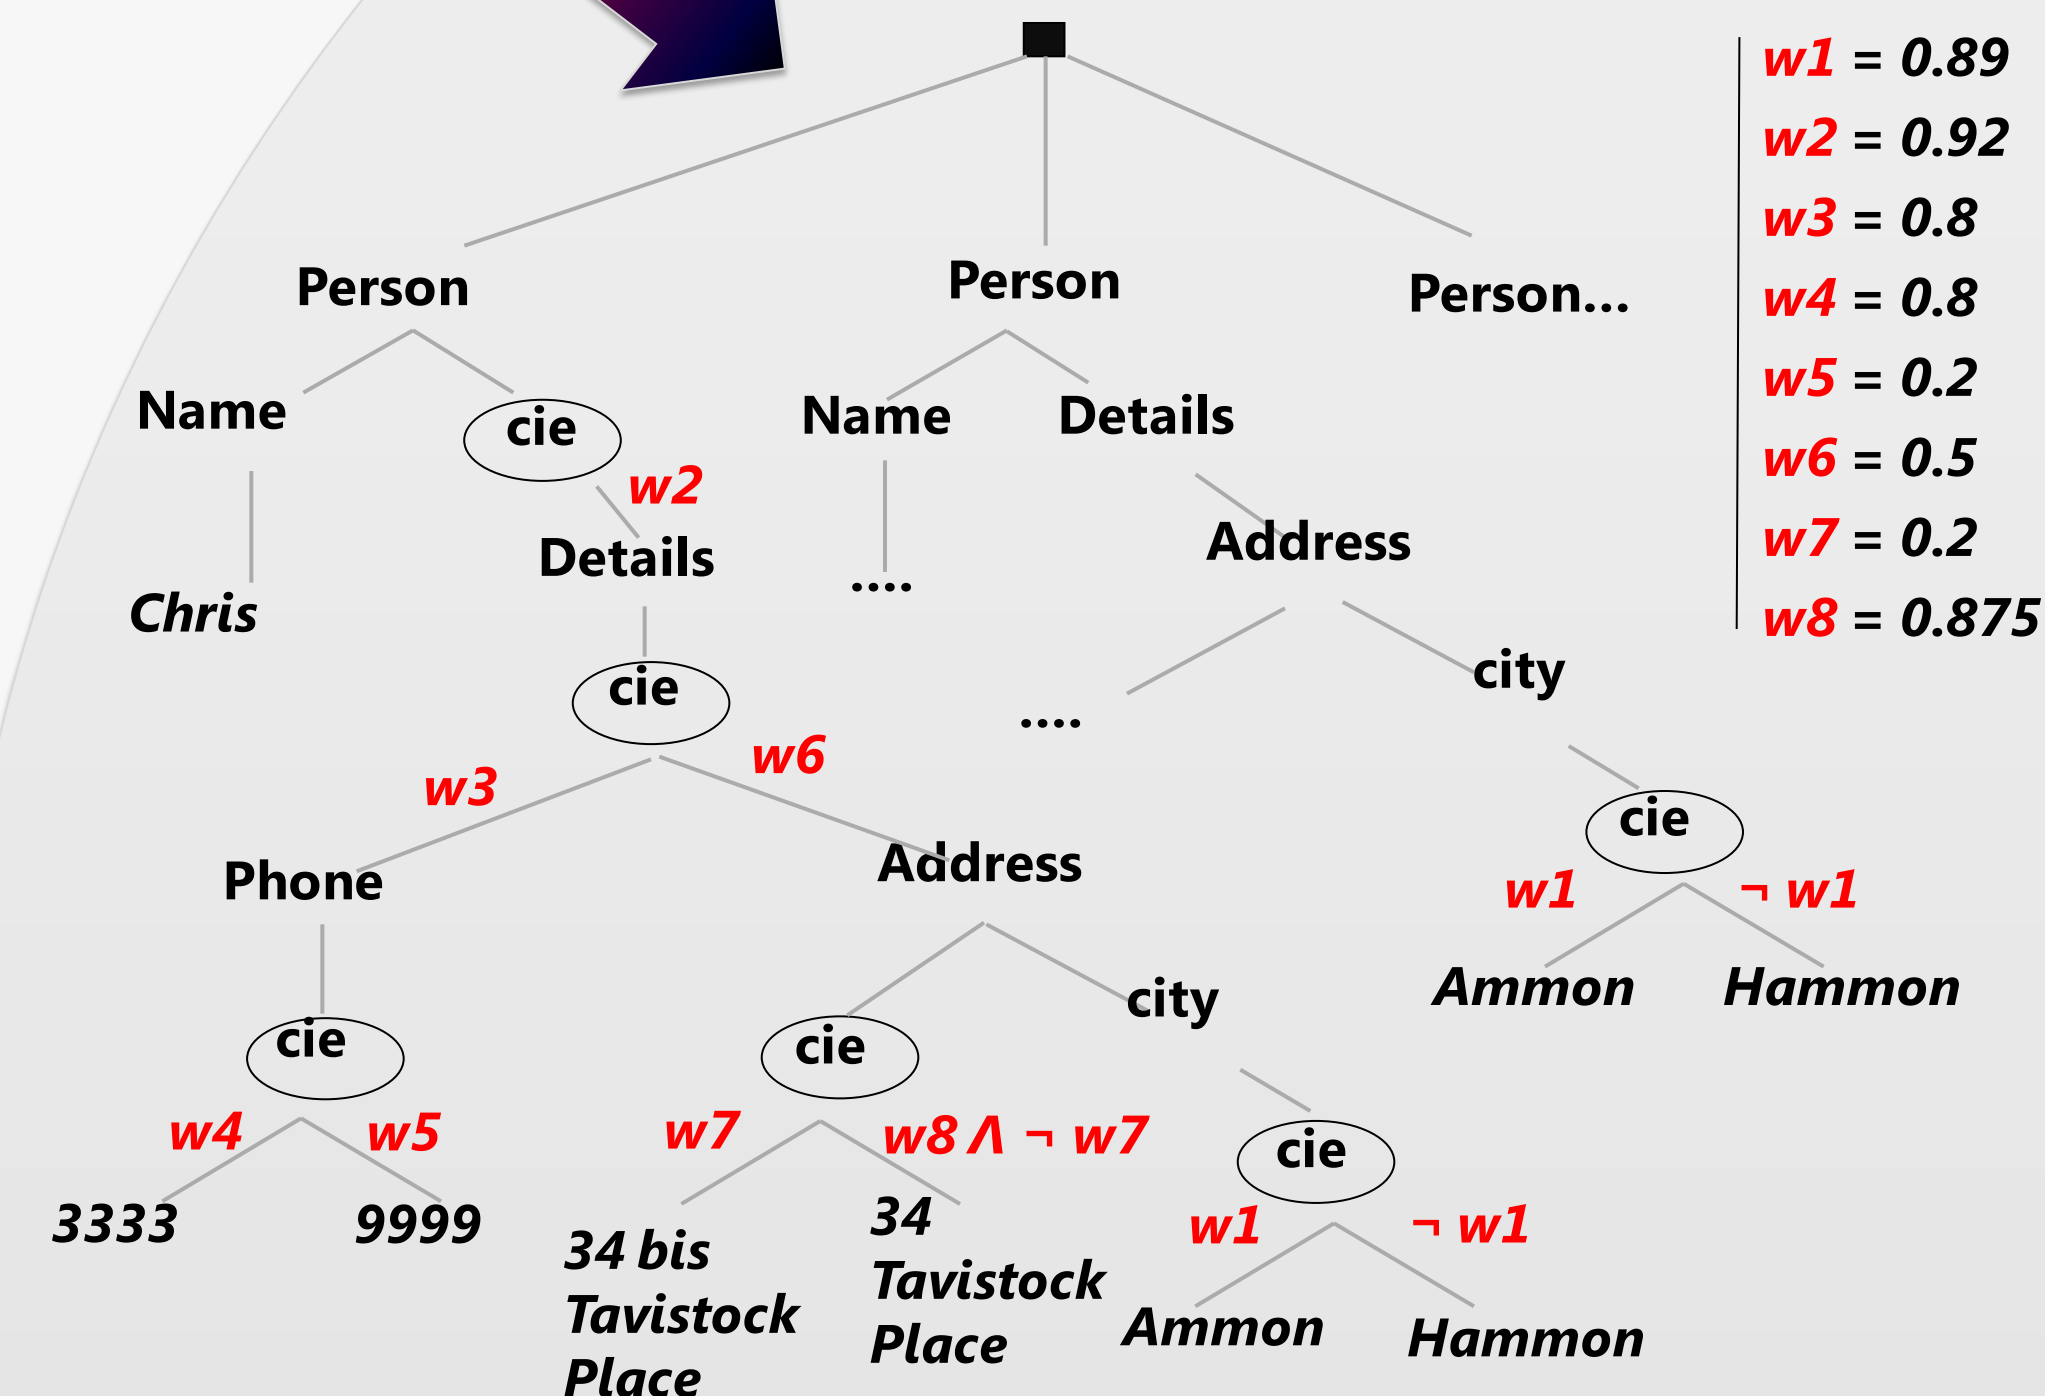 w1 = 0.89
w2 = 0.92
w3 = 0.8
w4 = 0.8
w5 = 0.2
w6 = 0.5
w7 = 0.2
w8 = 0.875
Person
Person
Person...
Name
cie
Name
Details
w2
Details
Address
....
Chris
cie
city
....
w3
w6
cie
Phone
Address
w1
¬ w1
Ammon
Hammon
cie
cie
city
w4
w5
w7
w8 Λ ¬ w7
cie
3333
9999
34 bis
Tavistock
Place
34
Tavistock
Place
w1
¬ w1
Ammon
Hammon